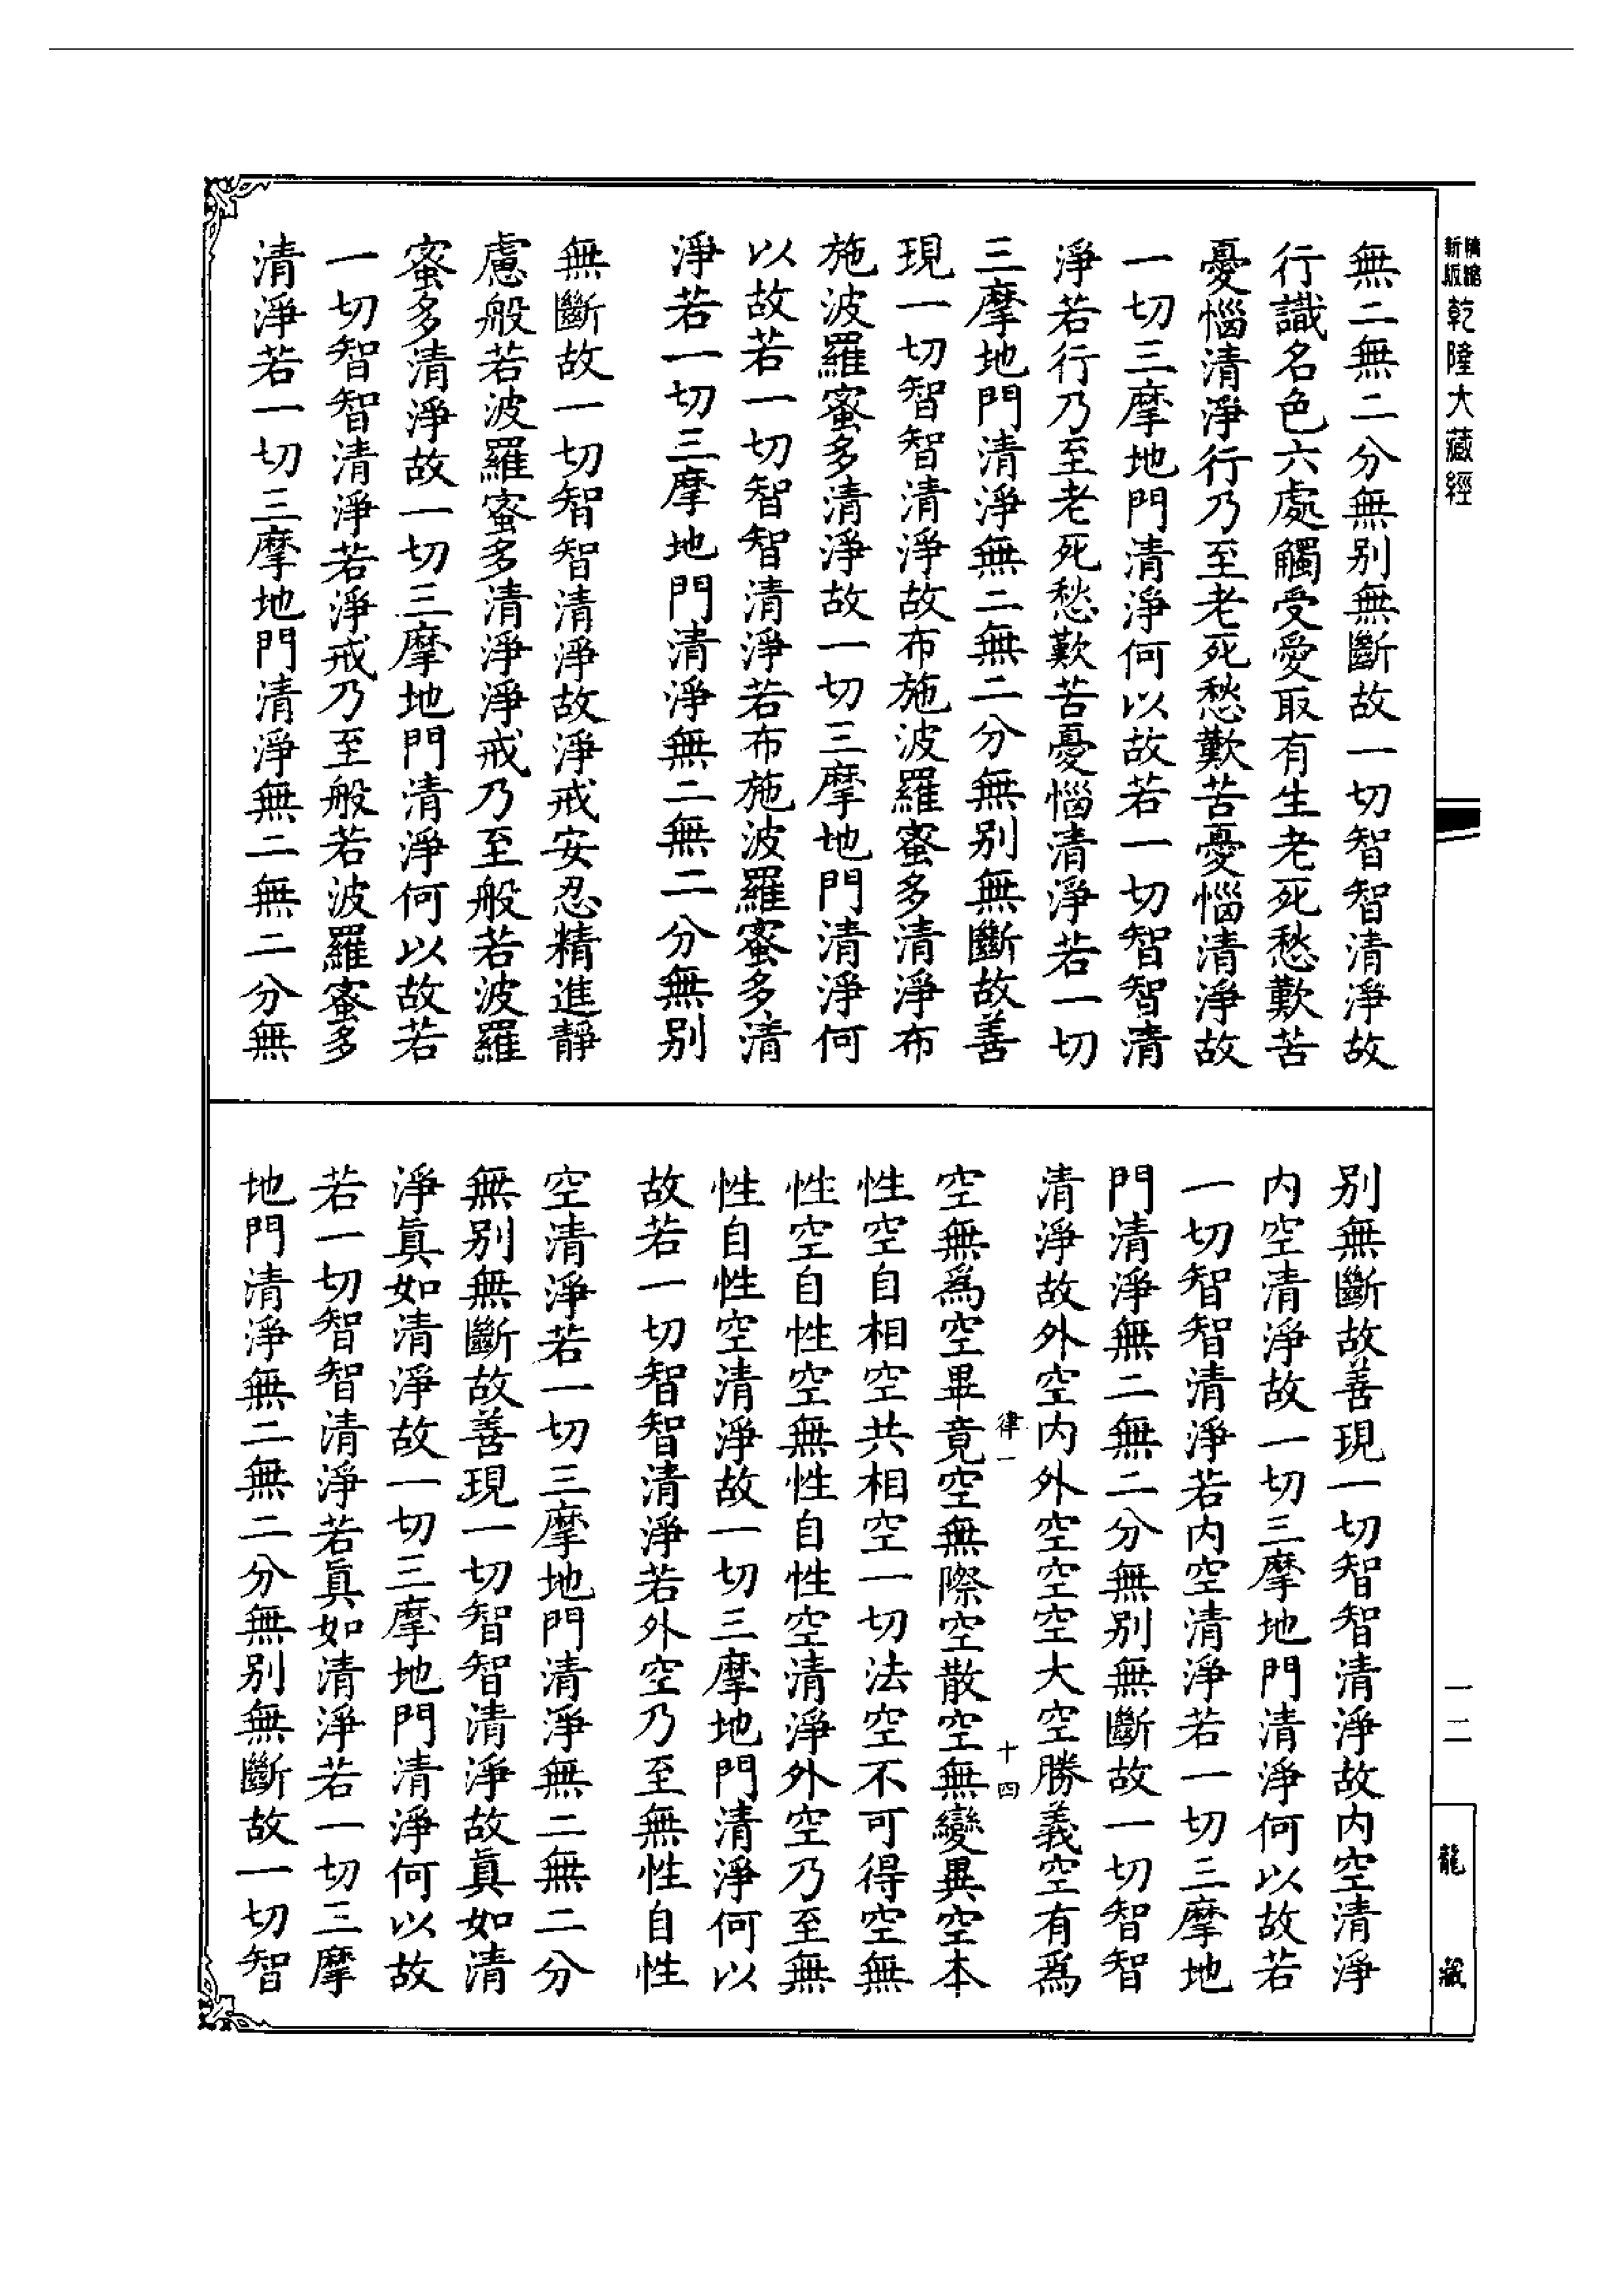 精縮新版 乾隆大藏經
無二無二分無别無斷故一切智智清淨故
行識名色六處觸受愛取有生老死愁歎苦
憂惱清淨行乃至老死愁歎苦憂惱清淨故
一切三摩地門清淨何以故若一切智智清
淨若行乃至老死愁歎苦憂惱清淨若一切
三摩地門清淨無二無二分無别無斷故善
現一切智智清淨故布施波羅蜜多清淨布
施波羅蜜多清淨故一切三摩地門清淨何
以故若一切智智清淨若布施波羅蜜多清
淨若一切三摩地門清淨無二無二分無别
無斷故一切智智清淨故淨戒安忍精進靜
慮般若波羅蜜多清淨淨戒乃至般若波羅
蜜多清淨故一切三摩地門清淨何以故若
一切智智清淨若淨戒乃至般若波羅蜜多
清淨若一切三摩地門清淨無二無二分無
别無斷故善現一切智智清淨故内空清淨
内空清淨故一切三摩地門清淨何以故若
一切智智清淨若内空清淨若一切三摩地
門清淨無二無二分無别無斷故一切智智
清淨故外空内外空空空大空勝義空有爲
律一 十四
空無爲空畢竟空無際空散空無變異空本
性空自相空共相空一切法空不可得空無
性空自性空無性自性空清淨外空乃至無
性自性空清淨故一切三摩地門清淨何以
故若一切智智清淨若外空乃至無性自性
空清淨若一切三摩地門清淨無二無二分
無别無斷故善現一切智智清淨故真如清
淨真如清淨故一切三摩地門清淨何以故
若一切智智清淨若真如清淨若一切三摩
地門清淨無二無二分無别無斷故一切智
一二
龍藏